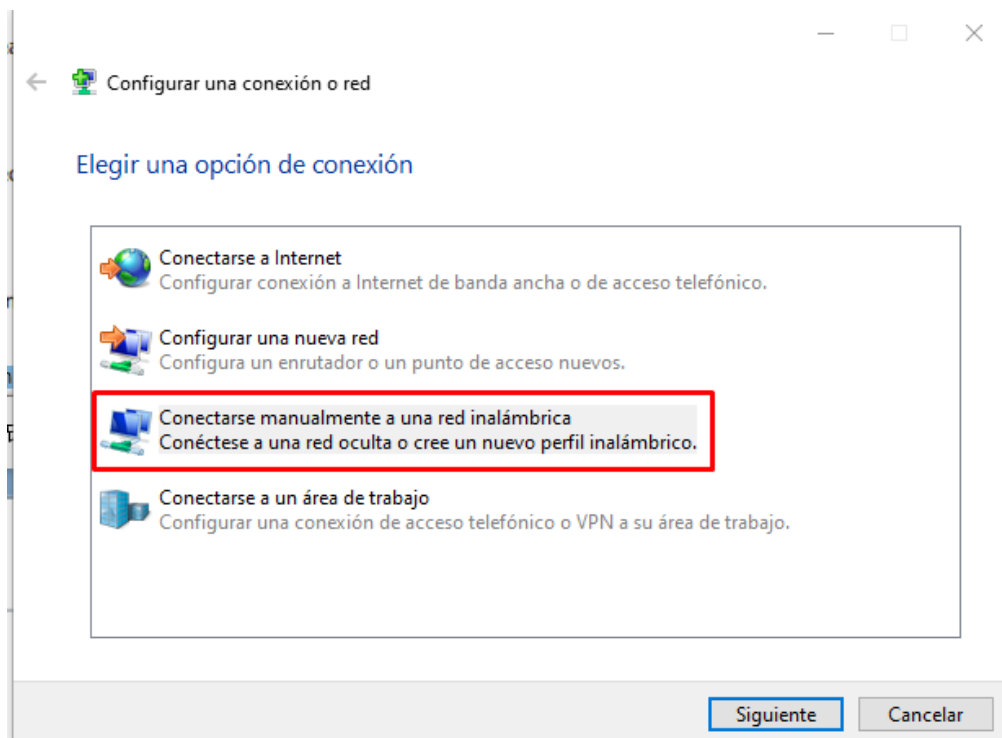 Configurar una conexión o red
Elegir una opción de conexión
Conectarse a Internet
Configurar conexión a Internet de banda ancha o de acceso telefónico.
Configurar una nueva red
Configura un enrutador o un punto de acceso nuevos.
Conectarse manualmente a una red inalámbrica
Conéctese a una red oculta o cree un nuevo perfil inalámbrico.
Conectarse a un área de trabajo
Configurar una conexión de acceso telefónico o VPN a su área de trabajo.
Siguiente Cancelar